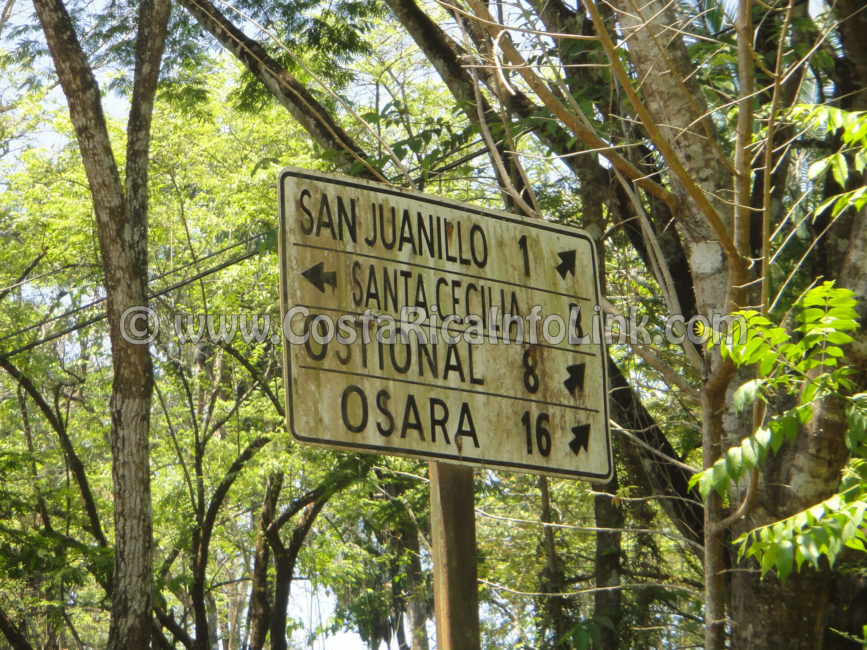 SAN JUANILLO 1
SANTA CECILIA
OSTIONAL 8
OSARA 16
© www.CostaRicaInfoLink.com